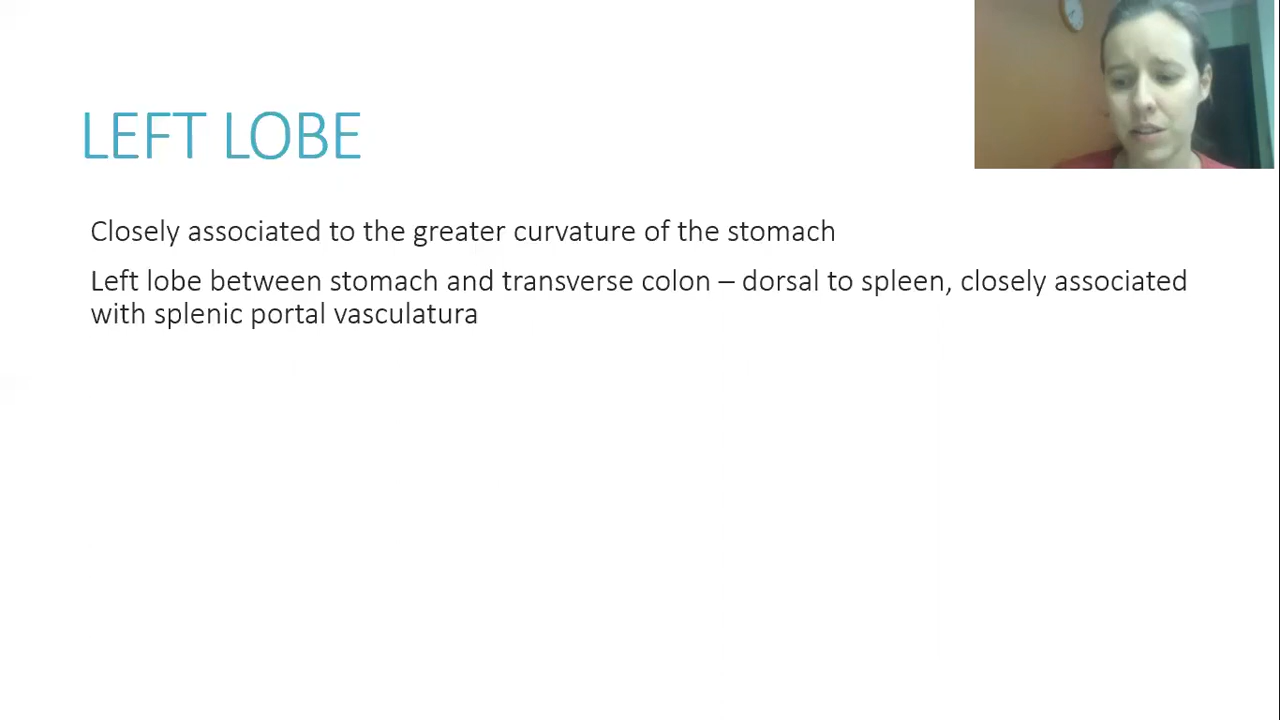 LEFT LOBE
Closely associated to the greater curvature of the stomach
Left lobe between stomach and transverse colon – dorsal to spleen, closely associated
with splenic portal vasculatura